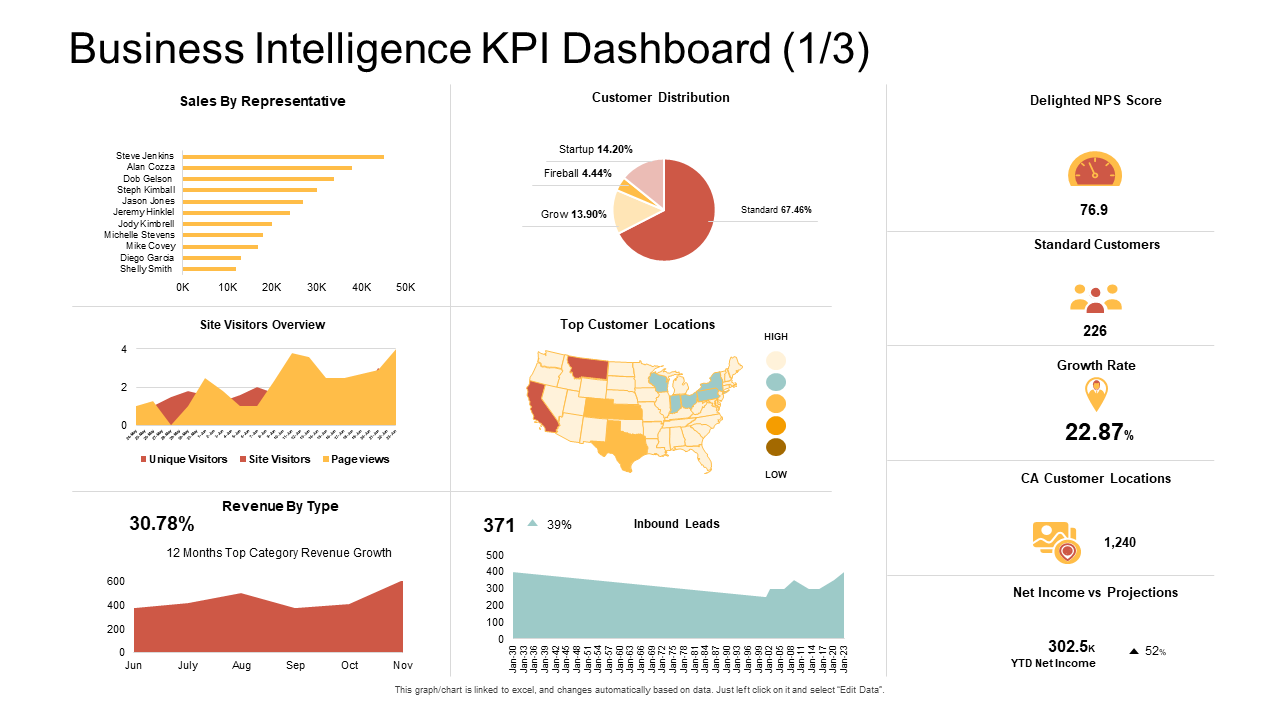 Business Intelligence KPI Dashboard (1/3)
Sales By Representative
Steve Jenkins
Alan Cozza
Dob Gelson
Steph Kimball
Jason Jones
Jeremy Hinklel
Jody Kimbrell
Michelle Stevens
Mike Covey
Diego Garcia
Shelly Smith
0K 10K 20K 30K 40K 50K
Customer Distribution
Startup 14.20%
Fireball 4.44%
Grow 13.90%
Standard 67.46%
Delighted NPS Score
76.9
Standard Customers
226
Growth Rate
22.87%
CA Customer Locations
1,240
Net Income vs Projections
302.5K
YTD Net Income
52%
Site Visitors Overview
4
2
0
Unique Visitors Site Visitors Pageviews
Top Customer Locations
HIGH
LOW
Revenue By Type
30.78%
12 Months Top Category Revenue Growth
600
400
200
0
Jun July Aug Sep Oct Nov
371 39% Inbound Leads
500
400
300
200
100
0
Jan-30 Jan-33 Jan-36 Jan-39 Jan-42 Jan-45 Jan-48 Jan-51 Jan-54 Jan-57 Jan-60 Jan-63 Jan-66 Jan-69 Jan-72 Jan-75 Jan-78 Jan-81 Jan-84 Jan-87 Jan-90 Jan-93 Jan-96 Jan-99 Jan-02 Jan-05 Jan-08 Jan-11 Jan-14 Jan-17 Jan-20 Jan-23
This graph/chart is linked to excel, and changes automatically based on data. Just left click on it and select “Edit Data”.